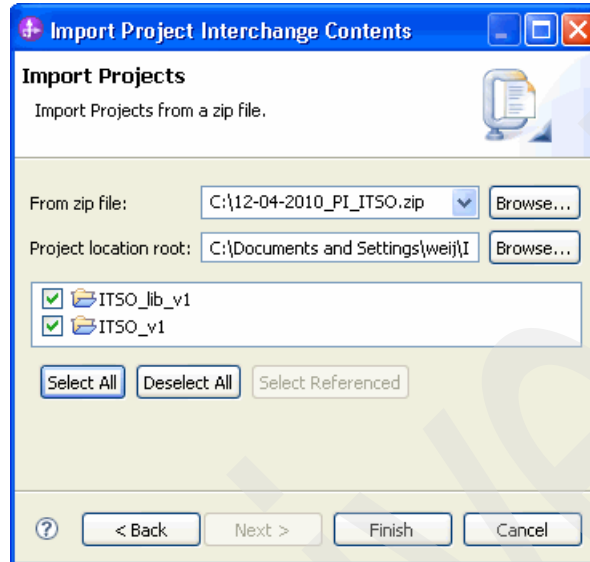 Import Project Interchange Contents
Import Projects
Import Projects from a zip file.
From zip file: C:\12-04-2010_PI_ITSO.zip Browse...
Project location root: C:\Documents and Settings\weij\I Browse...
ITSO_lib_v1
ITSO_v1
Select All Deselect All Select Referenced
? < Back Next > Finish Cancel